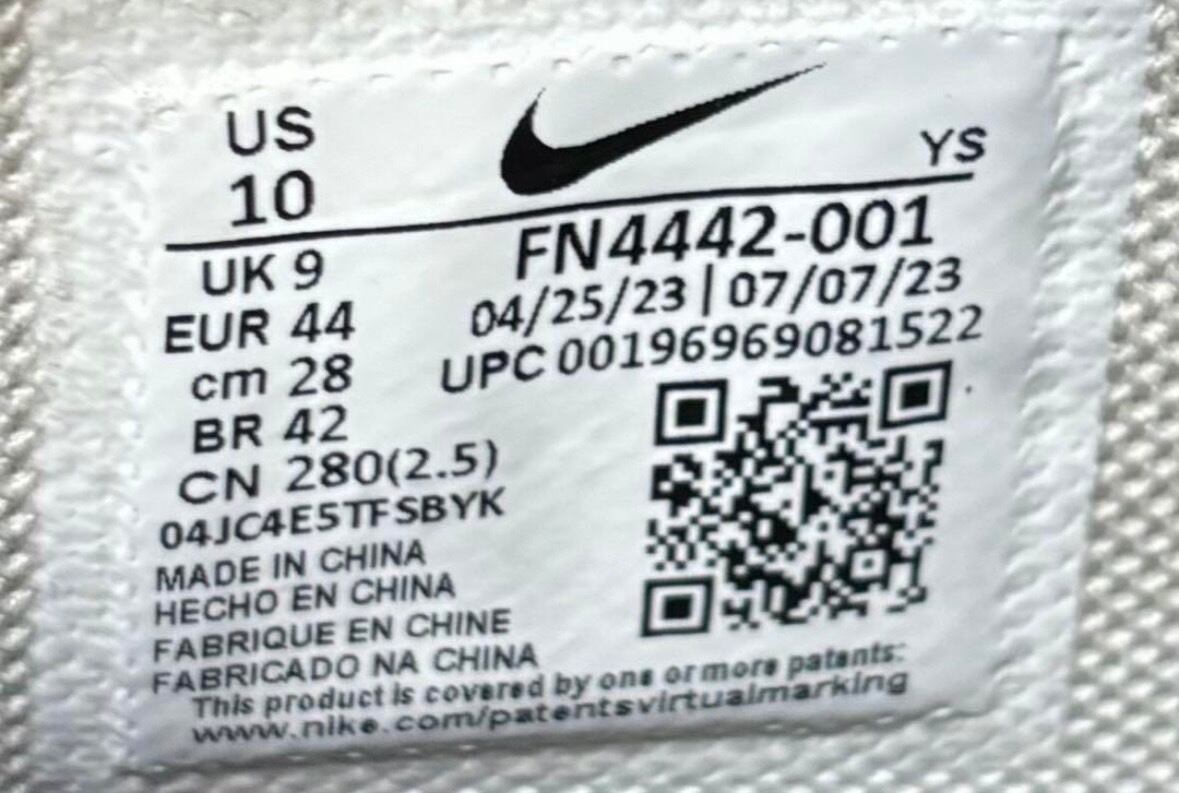 US
10
YS
UK 9
EUR 44
cm 28
BR 42
CN 280(2.5)
FN4442-001
04/25/23 | 07/07/23
UPC 00196969081522
04JC4E5TFSBYK
MADE IN CHINA
HECHO EN CHINA
FABRIQUE EN CHINE
FABRICADO NA CHINA
This product is covered by one or more patents:
www.nike.com/patentsvirtualmarking